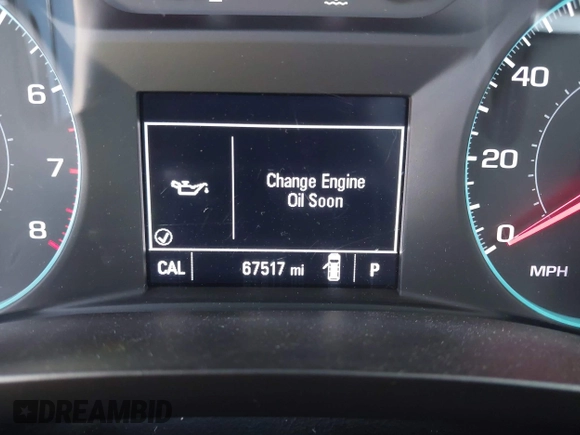 6
7
8
Change Engine
Oil Soon
CAL 67517 mi P
40
20
0
MPH
DREAMBID